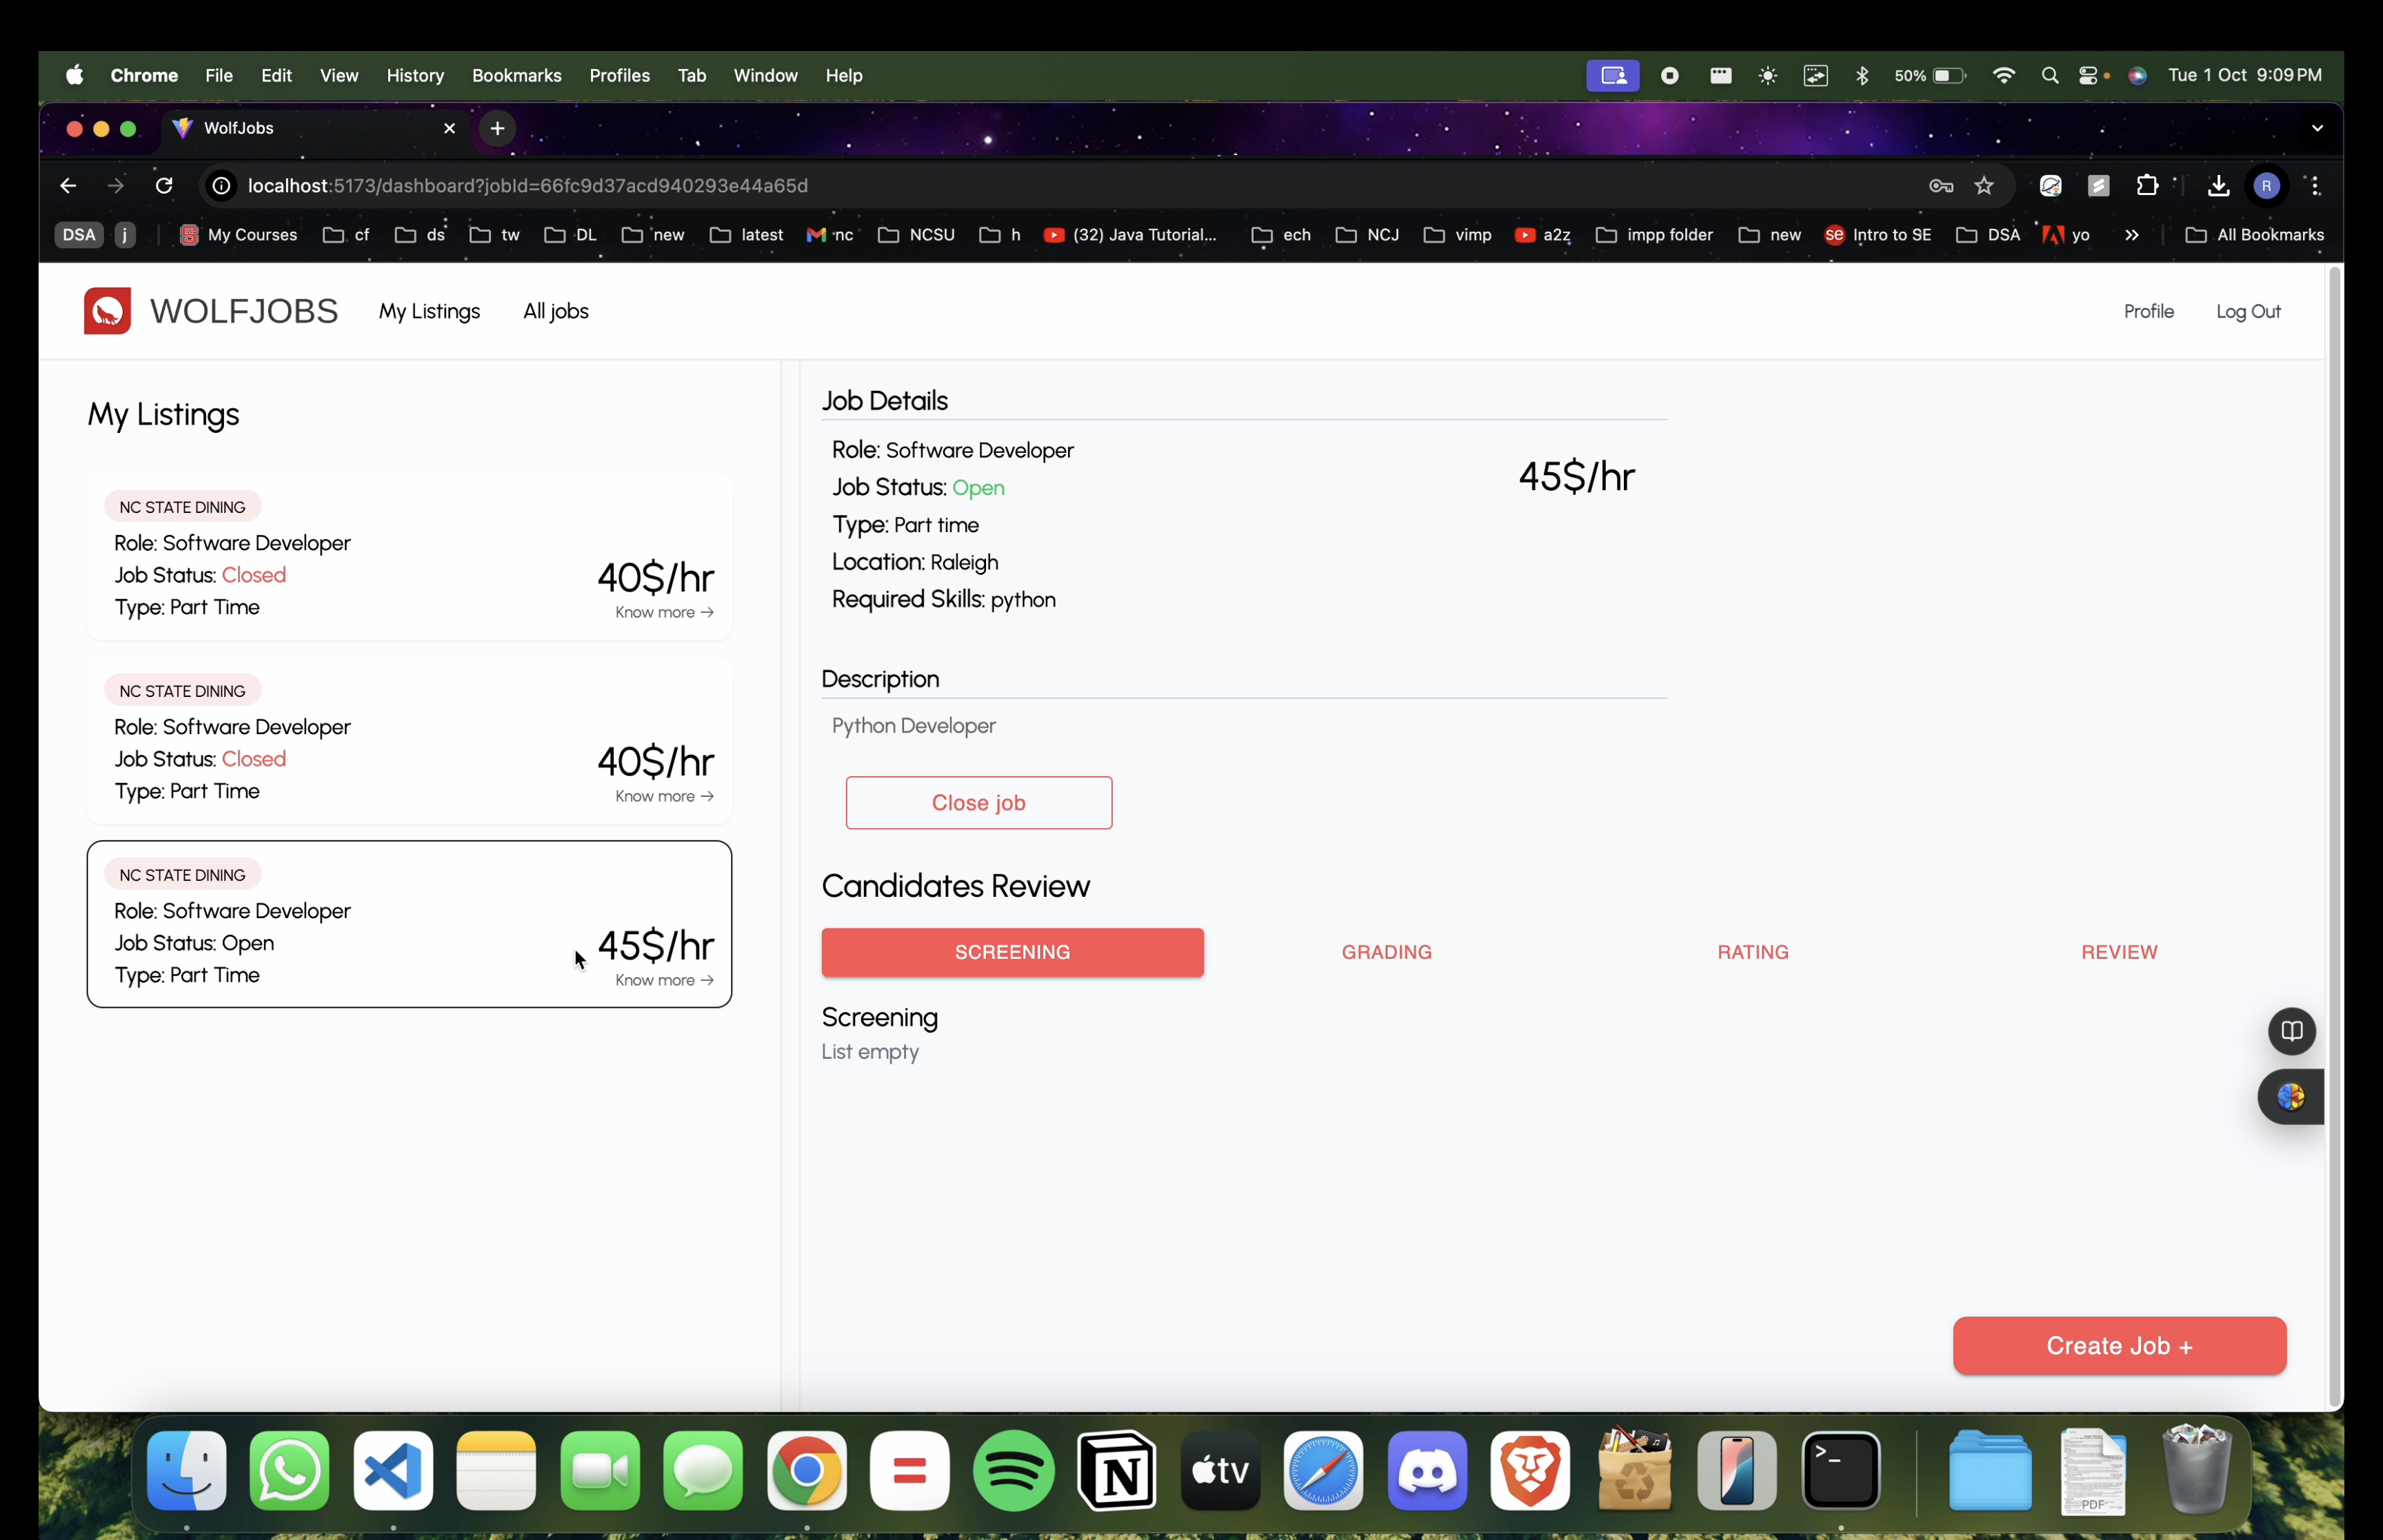 Chrome File Edit View History Bookmarks Profiles Tab Window Help 50% Tue 1 Oct 9:09 PM
WolfJobs
localhost:5173/dashboard?jobId=66fc9d37acd940293e44a65d R
DSA j My Courses cf ds tw DL new latest nc NCSU h (32) Java Tutorial... ech NCJ vimp a2z impp folder new se Intro to SE DSA yo » All Bookmarks
WOLFJOBS My Listings All jobs Profile Log Out
My Listings
NC STATE DINING
Role: Software Developer
Job Status: Closed
Type: Part Time
40$/hr
Know more →
NC STATE DINING
Role: Software Developer
Job Status: Closed
Type: Part Time
40$/hr
Know more →
NC STATE DINING
Role: Software Developer
Job Status: Open
Type: Part Time
45$/hr
Know more →
Job Details
Role: Software Developer
Job Status: Open
Type: Part time
Location: Raleigh
Required Skills: python
45$/hr
Description
Python Developer
Close job
Candidates Review
SCREENING GRADING RATING REVIEW
Screening
List empty
Create Job +
N tv >_ PDF